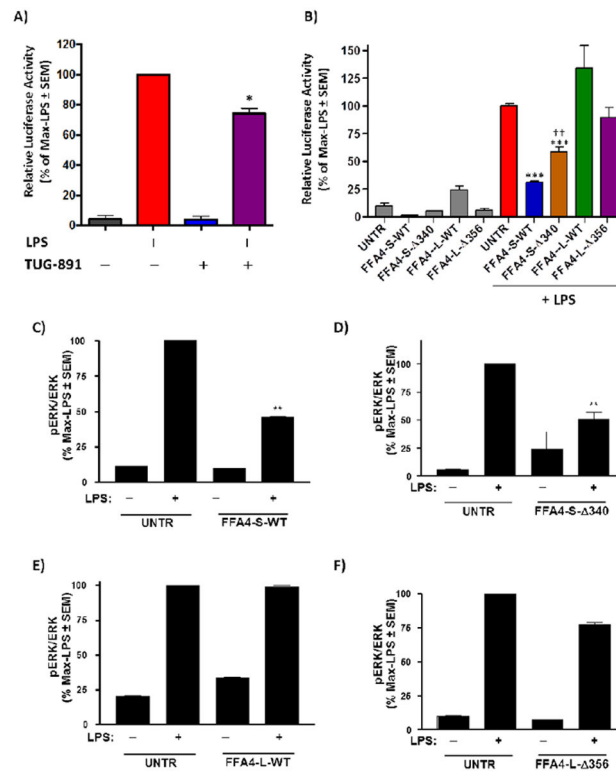 A)
Relative Luciferase Activity
[% of Max-LPS ± SEM]
120
100
80
60
40
20
0
*
LPS – | – |
TUG-891 – – + +
B)
Relative Luciferase Activity
[% of Max-LPS ± SEM]
150
125
100
75
50
25
0
***
††
***
UNTR
FFA4-S-WT
FFA4-S-Δ340
FFA4--L-WT
FFA4-L-Δ356
UNTR
FFA4-S-WT
FFA4-S-Δ340
FFA4--L-WT
FFA4-L-Δ356
+ LPS
C)
pERK/ERK
(% Max-LPS ± SEM)
100
75
50
25
0
**
LPS: – + – +
UNTR FFA4-S-WT
D)
pERK/ERK
(% Max-LPS ± SEM)
100
75
50
25
0
LPS: – + – +
UNTR FFA4-S-Δ340
E)
pERK/ERK
(% Max-LPS ± SEM)
100
75
50
25
0
LPS: – + – +
UNTR FFA4-L-WT
F)
pERK/ERK
(% Max-LPS ± SEM)
100
75
50
25
0
LPS: – + – +
UNTR FFA4-L-Δ356